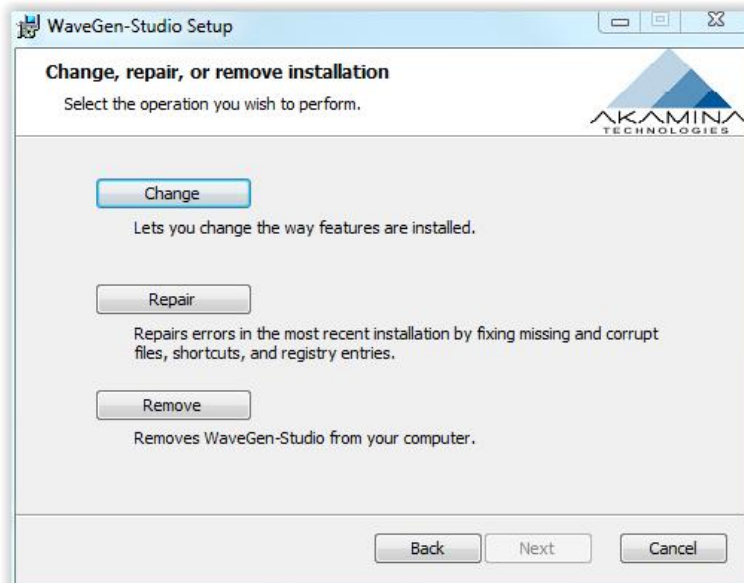 WaveGen-Studio Setup
Change, repair, or remove installation
Select the operation you wish to perform.
AKAMINA
TECHNOLOGIES
Change
Lets you change the way features are installed.
Repair
Repairs errors in the most recent installation by fixing missing and corrupt
files, shortcuts, and registry entries.
Remove
Removes WaveGen-Studio from your computer.
Back Next Cancel